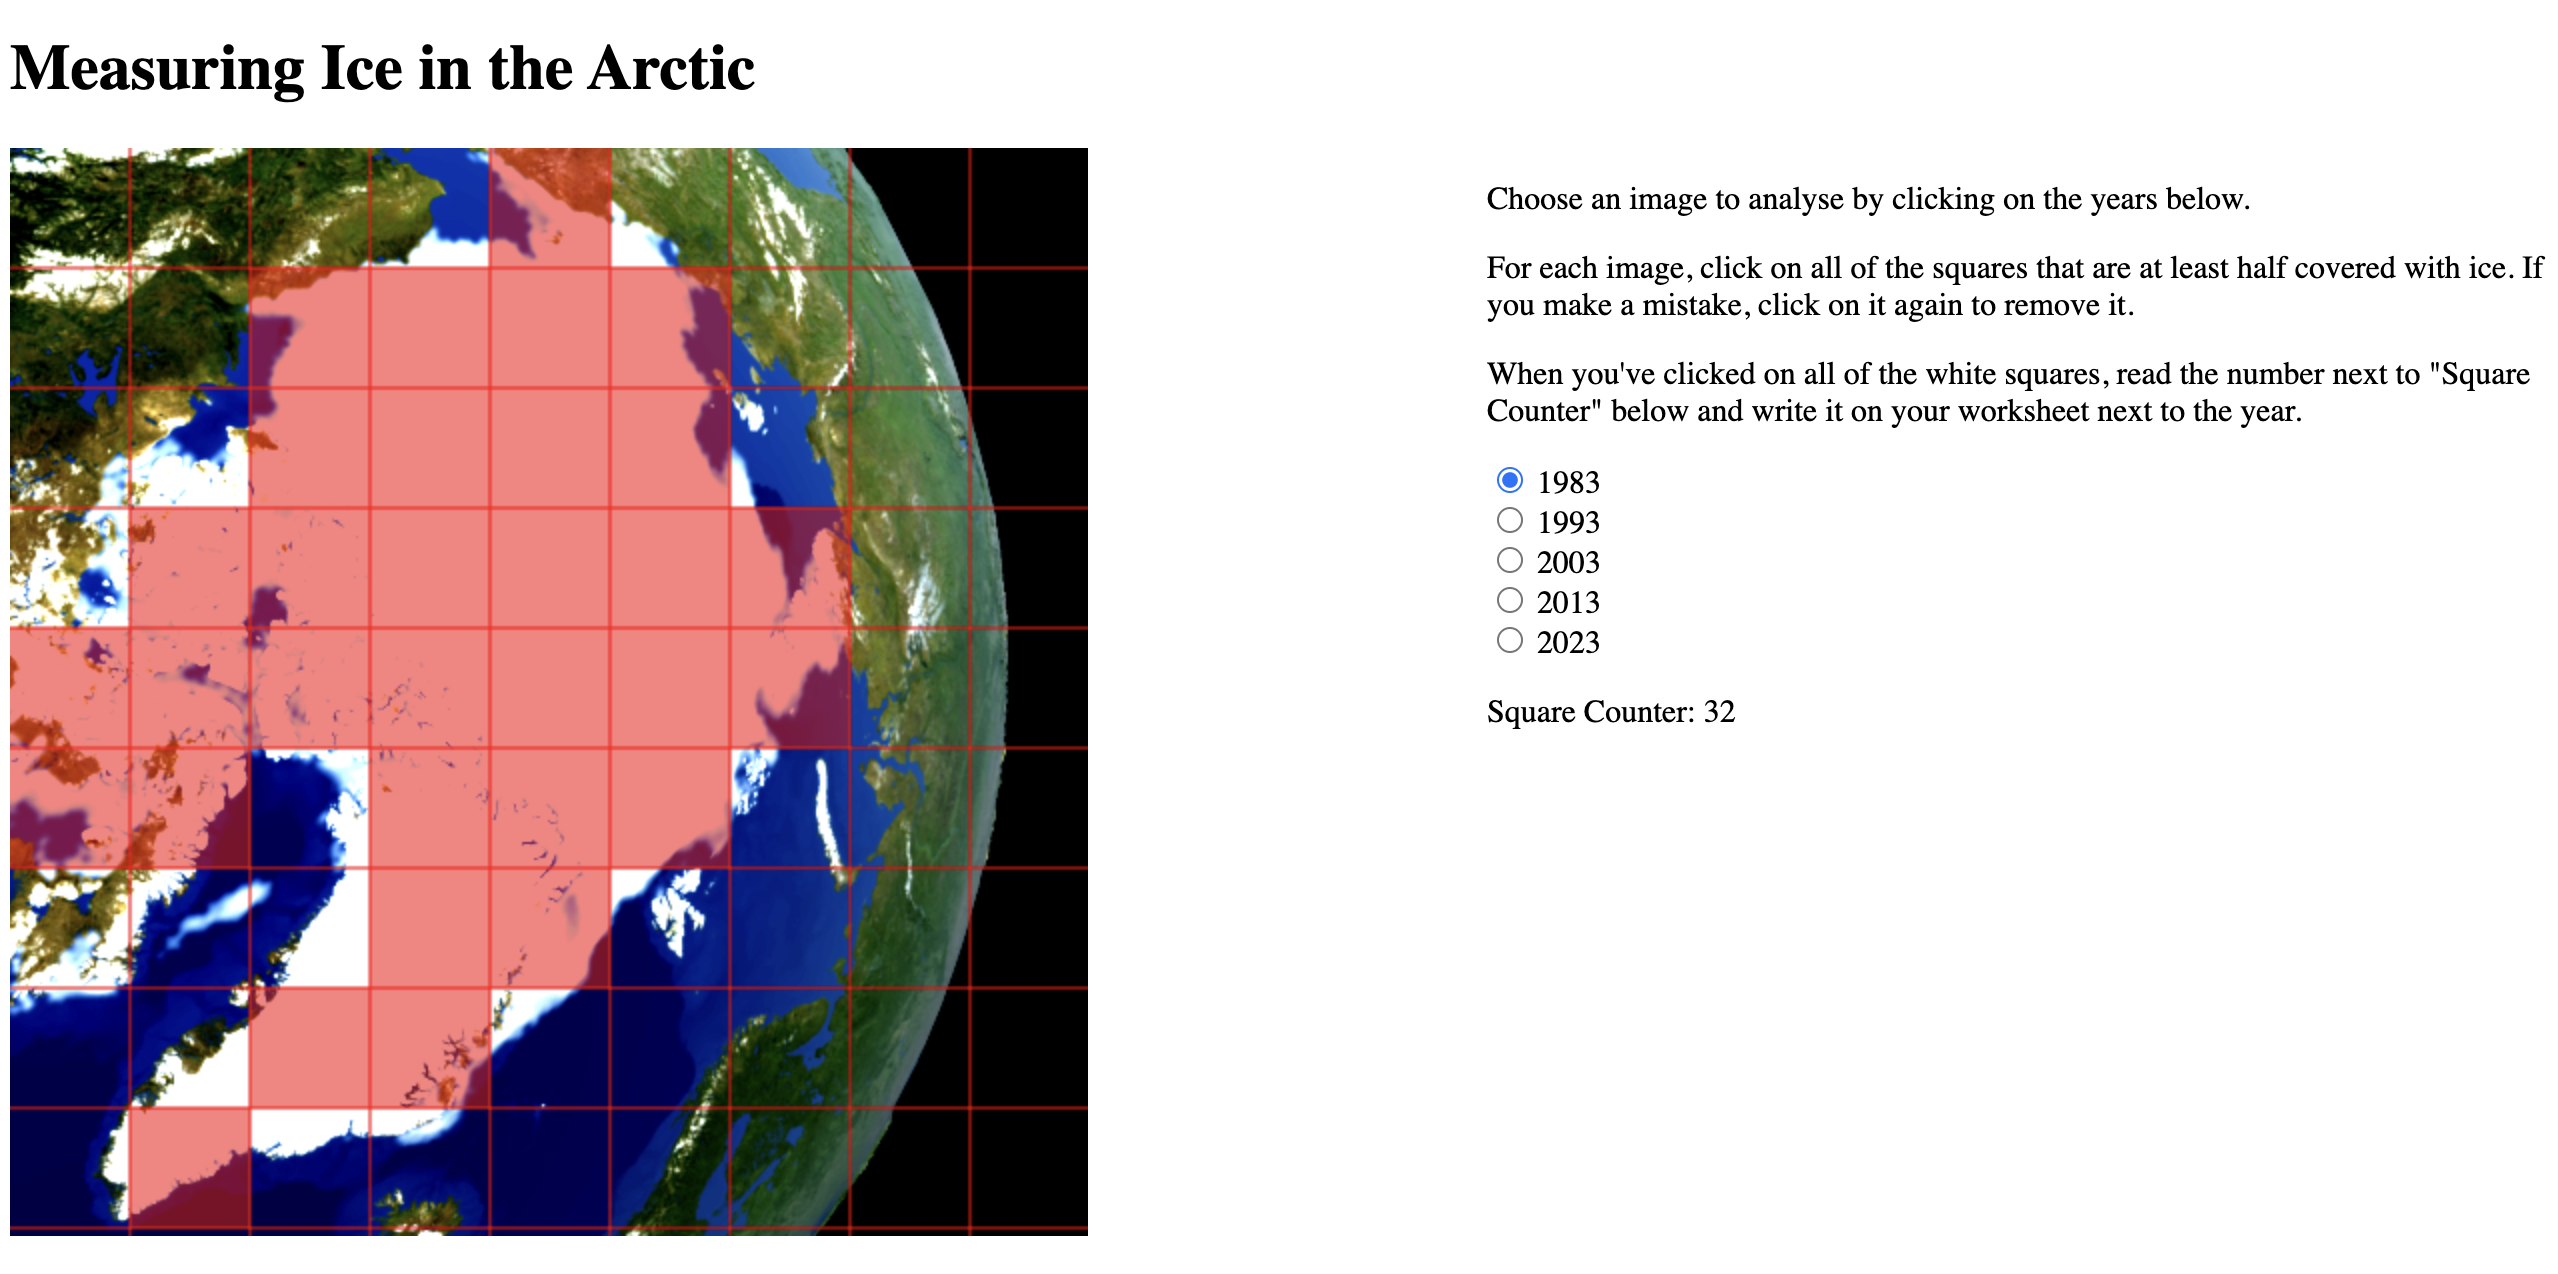 Measuring Ice in the Arctic
Choose an image to analyse by clicking on the years below.
For each image, click on all of the squares that are at least half covered with ice. If
you make a mistake, click on it again to remove it.
When you've clicked on all of the white squares, read the number next to "Square
Counter" below and write it on your worksheet next to the year.
1983
1993
2003
2013
2023
Square Counter: 32